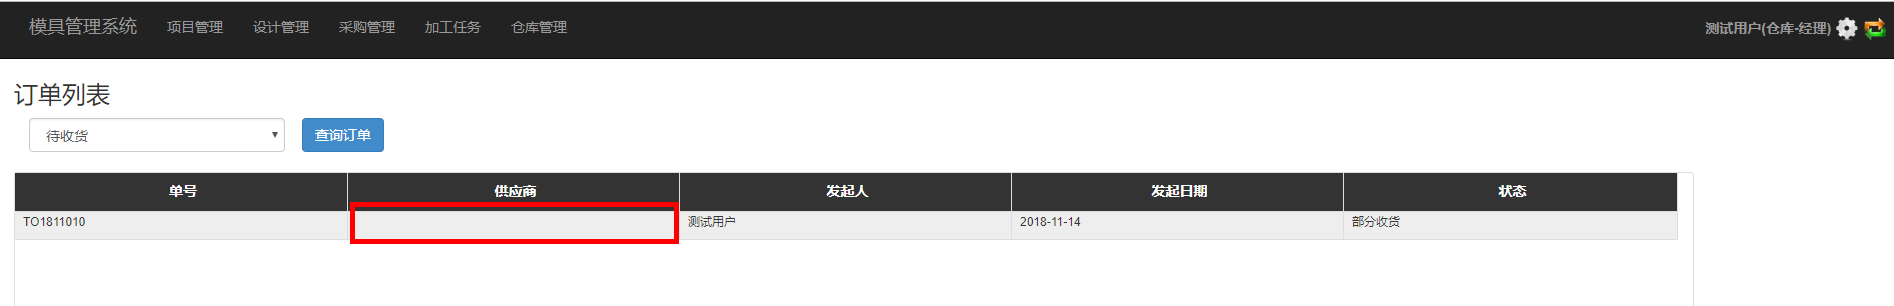 模具管理系统 项目管理 设计管理 采购管理 加工任务 仓库管理 测试用户(仓库-经理)
订单列表
待收货 查询订单
单号 供应商 发起人 发起日期 状态
TO1811010 测试用户 2018-11-14 部分收货